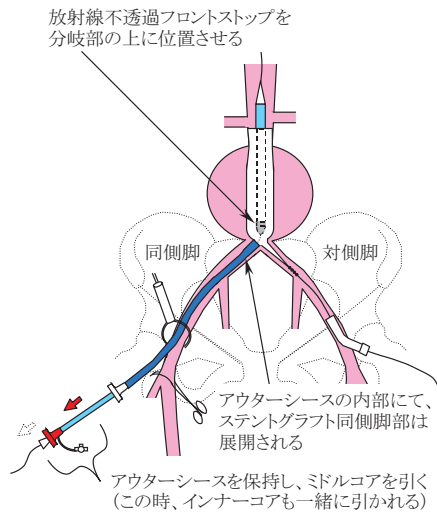 放射線不透過フロントストップを
分岐部の上に位置させる
同側脚
対側脚
アウターシースの内部にて、
ステントグラフト同側脚部は
展開される
アウターシースを保持し、ミドルコアを引く
(この時、インナーコアも一緒に引かれる)